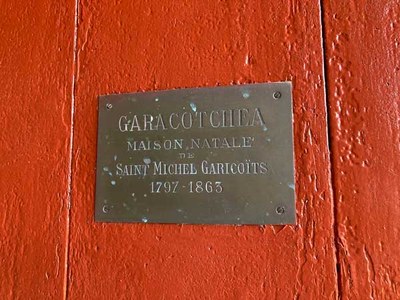 GARACOTCHEA
MAISON NATALE
DE
SAINT MICHEL GARICOÏTS
1797-1863